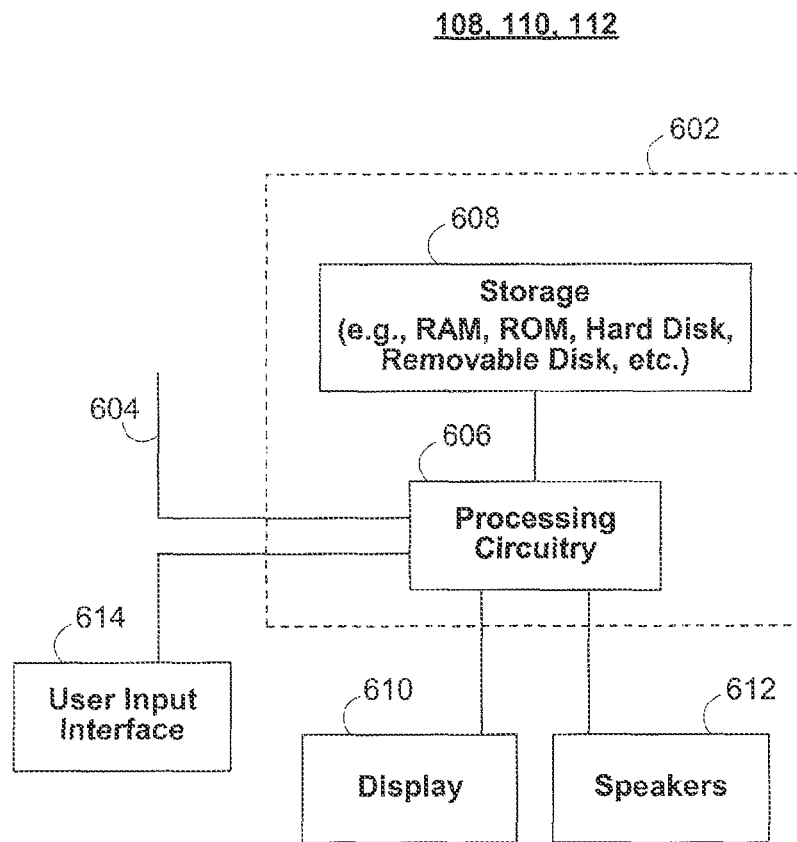 108, 110, 112
602
608
Storage
(e.g., RAM, ROM, Hard Disk,
Removable Disk, etc.)
604
606
Processing
Circuitry
614
User Input
Interface
610
Display
612
Speakers